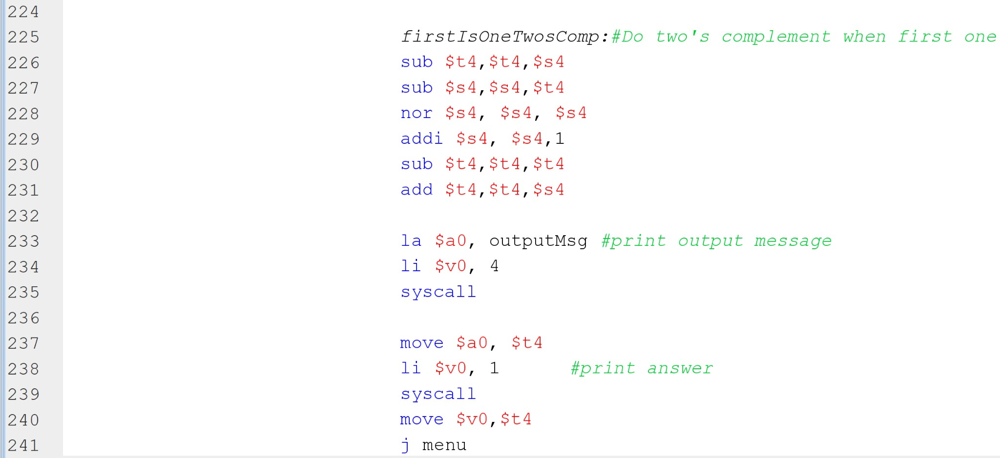 224
225 firstIsOneTwosComp:#Do two's complement when first one
226 sub $t4,$t4,$s4
227 sub $s4,$s4,$t4
228 nor $s4, $s4, $s4
229 addi $s4, $s4,1
230 sub $t4,$t4,$t4
231 add $t4,$t4,$s4
232
233 la $a0, outputMsg #print output message
234 li $v0, 4
235 syscall
236
237 move $a0, $t4
238 li $v0, 1 #print answer
239 syscall
240 move $v0,$t4
241 j menu